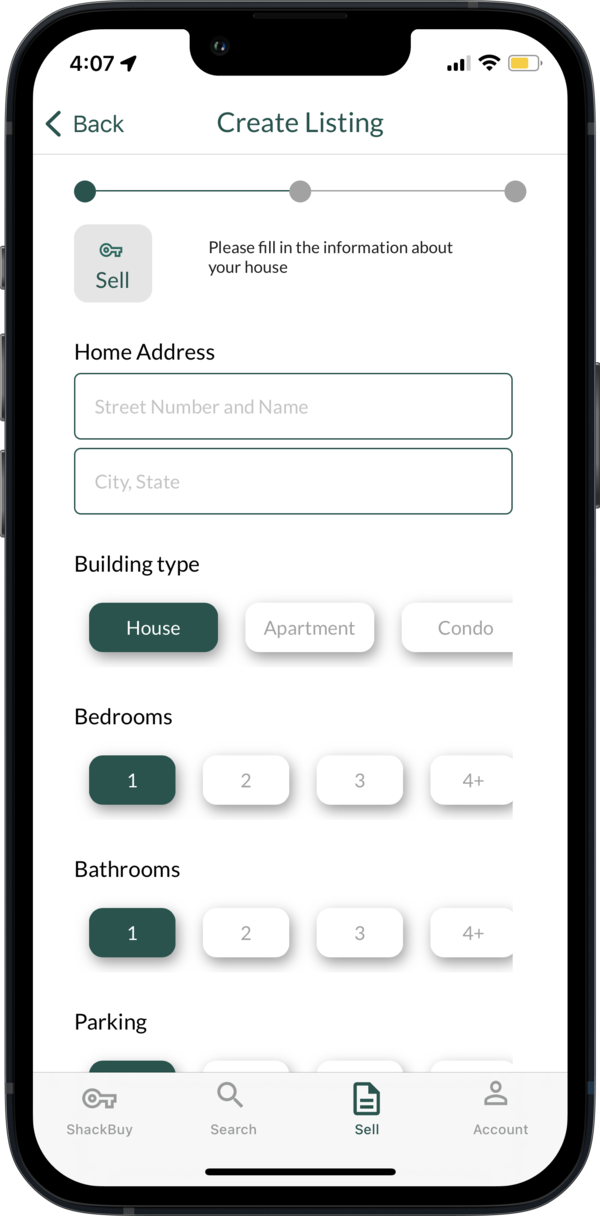 4:07
Back
Create Listing
Sell
Please fill in the information about
your house
Home Address
Street Number and Name
City, State
Building type
House Apartment Condo
Bedrooms
1 2 3 4+
Bathrooms
1 2 3 4+
Parking
ShackBuy Search Sell Account